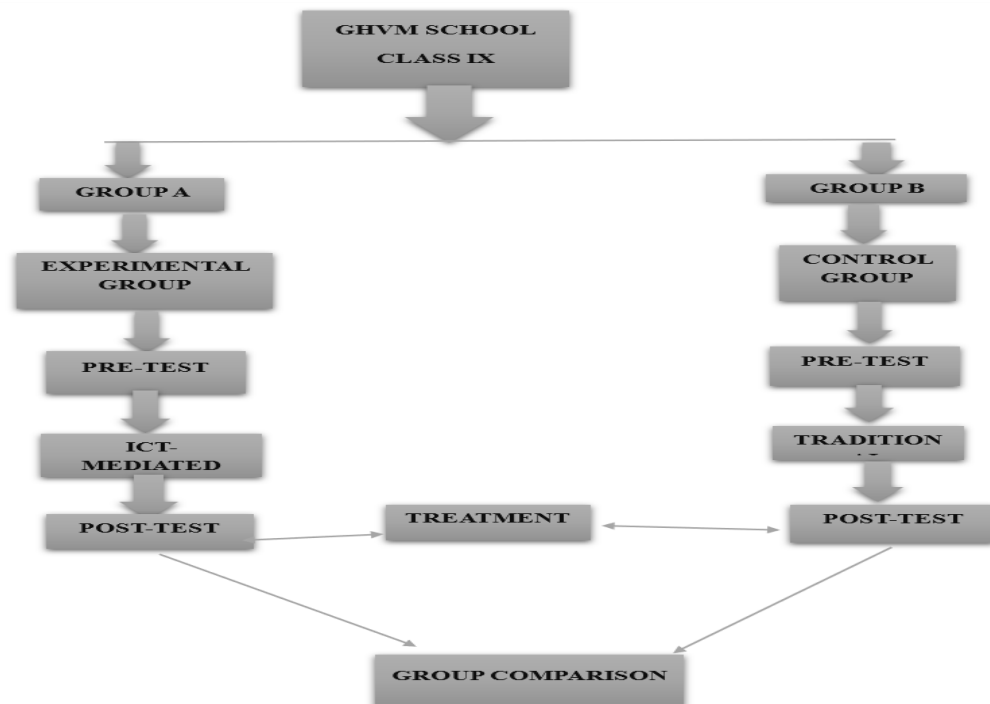 GHVM SCHOOL
CLASS IX
GROUP A
GROUP B
EXPERIMENTAL
GROUP
CONTROL
GROUP
PRE-TEST
PRE-TEST
ICT-
MEDIATED
TRADITION
POST-TEST
TREATMENT
POST-TEST
GROUP COMPARISON